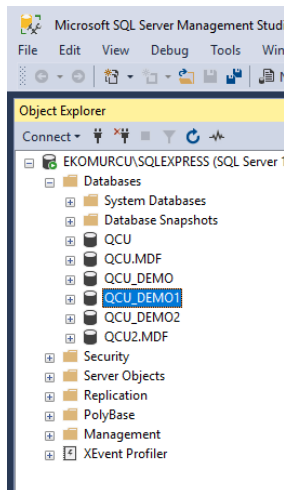 Microsoft SQL Server Management Studi
File Edit View Debug Tools Win
Object Explorer
Connect
EKOMURCU\SQLEXPRESS (SQL Server 1
Databases
System Databases
Database Snapshots
QCU
QCU.MDF
QCU_DEMO
QCU_DEMO1
QCU_DEMO2
QCU2.MDF
Security
Server Objects
Replication
PolyBase
Management
XEvent Profiler